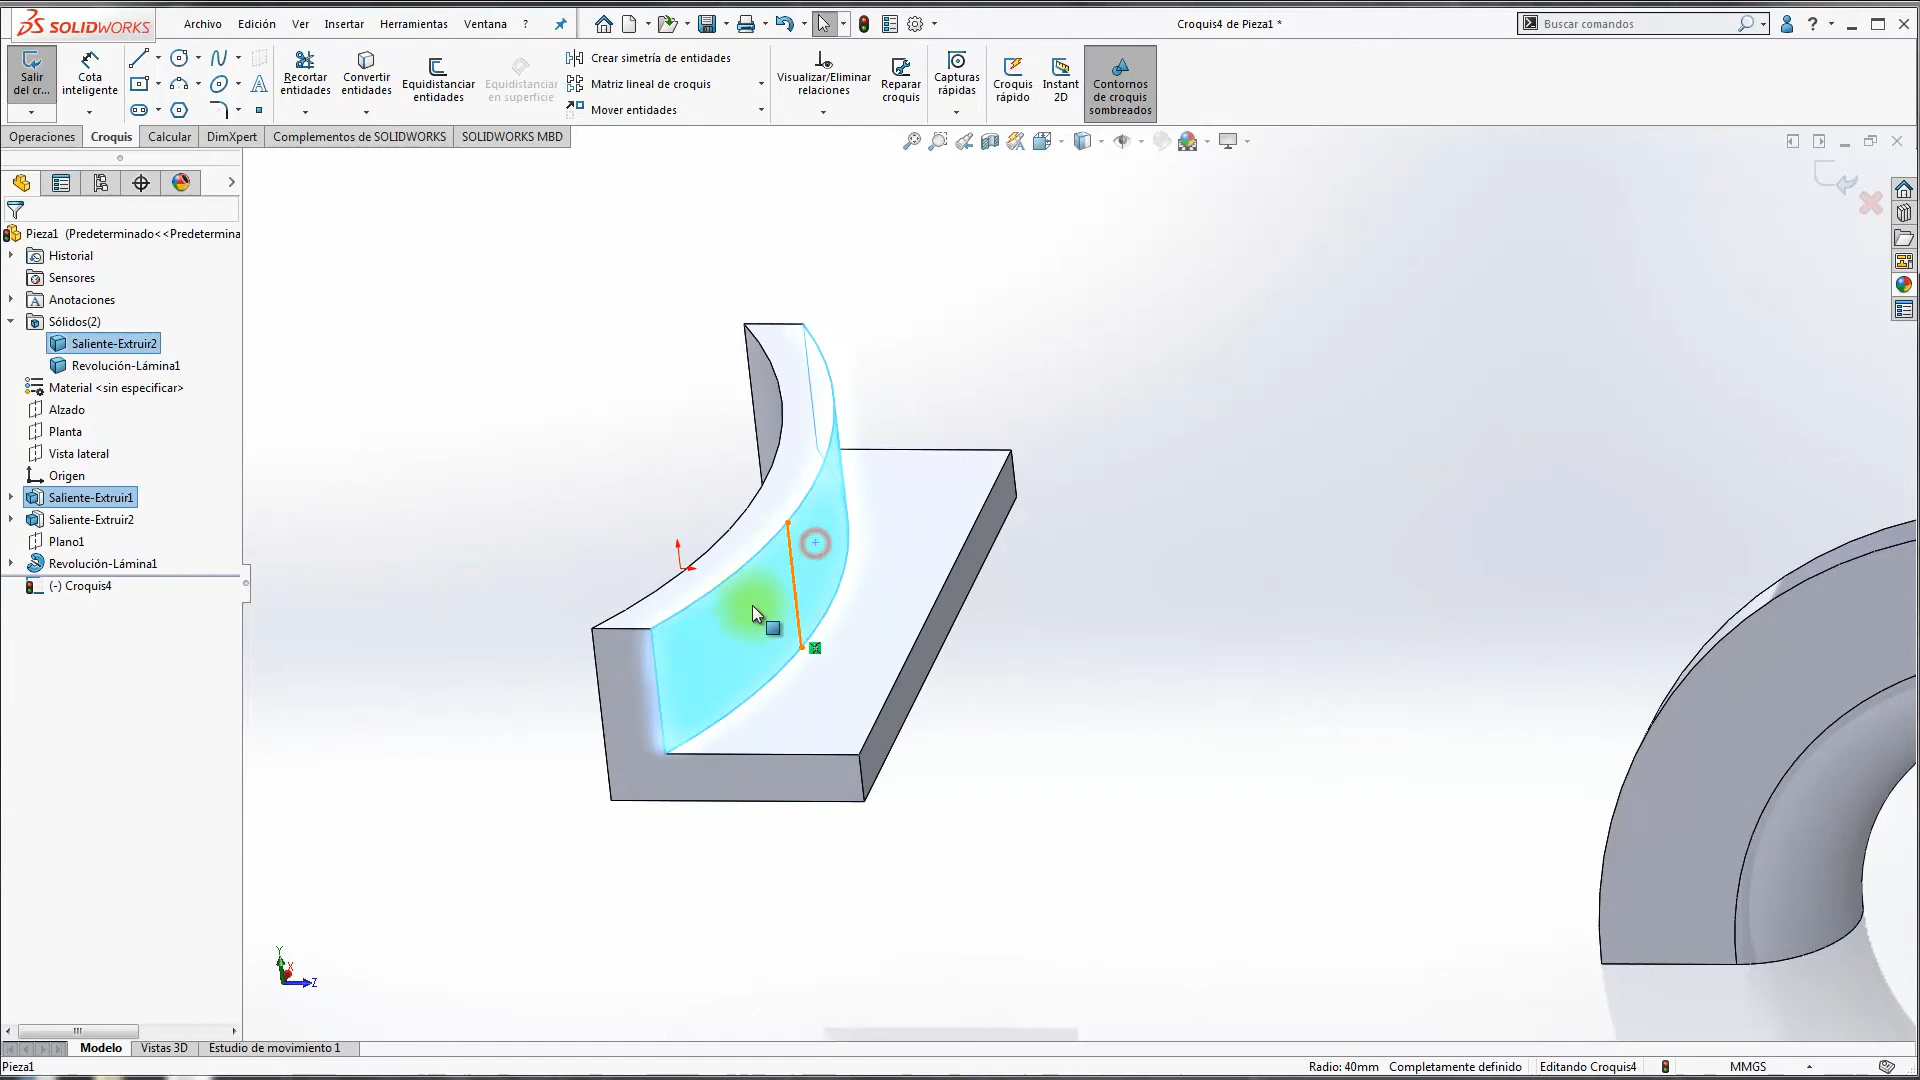 SOLIDWORKS
Archivo Edición Ver Insertar Herramientas Ventana ?
Croquis4 de Pieza1 *
Buscar comandos
?
Salir del cr...
Cota inteligente
Recortar entidades
Convertir entidades
Equidistanciar entidades
Equidistanciar en superficie
Crear simetría de entidades
Matriz lineal de croquis
Mover entidades
Visualizar/Eliminar relaciones
Reparar croquis
Capturas rápidas
Croquis rápido
Instant 2D
Contornos de croquis sombreados
Operaciones Croquis Calcular DimXpert Complementos de SOLIDWORKS SOLIDWORKS MBD
Pieza1 (Predeterminado<<Predetermina
Historial
Sensores
Anotaciones
Sólidos(2)
Saliente-Extruir2
Revolución-Lámina1
Material <sin especificar>
Alzado
Planta
Vista lateral
Origen
Saliente-Extruir1
Saliente-Extruir2
Plano1
Revolución-Lámina1
(-) Croquis4
Y
X
Z
Modelo Vistas 3D Estudio de movimiento 1
Pieza1
Radio: 40mm Completamente definido Editando Croquis4 MMGS